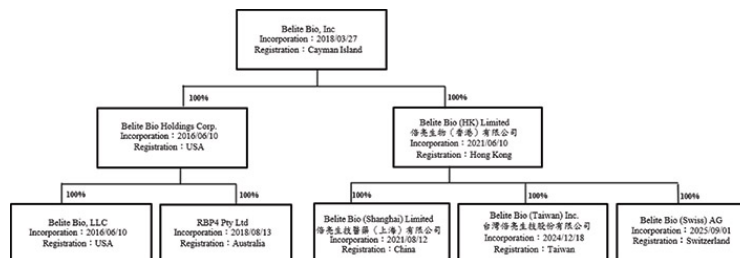 Belite Bio, Inc
Incorporation：2018/03/27
Registration：Cayman Island
100%
100%
Belite Bio Holdings Corp.
Incorporation：2016/06/10
Registration：USA
Belite Bio (HK) Limited
倍亮生物（香港）有限公司
Incorporation：2021/06/10
Registration：Hong Kong
100%
100%
100%
100%
100%
Belite Bio, LLC
Incorporation：2016/06/10
Registration：USA
RBP4 Pty Ltd
Incorporation：2018/08/13
Registration：Australia
Belite Bio (Shanghai) Limited
倍亮生技醫藥（上海）有限公司
Incorporation：2021/08/12
Registration：China
Belite Bio (Taiwan) Inc.
台灣倍亮生技股份有限公司
Incorporation：2024/12/18
Registration：Taiwan
Belite Bio (Swiss) AG
Incorporation：2025/09/01
Registration：Switzerland